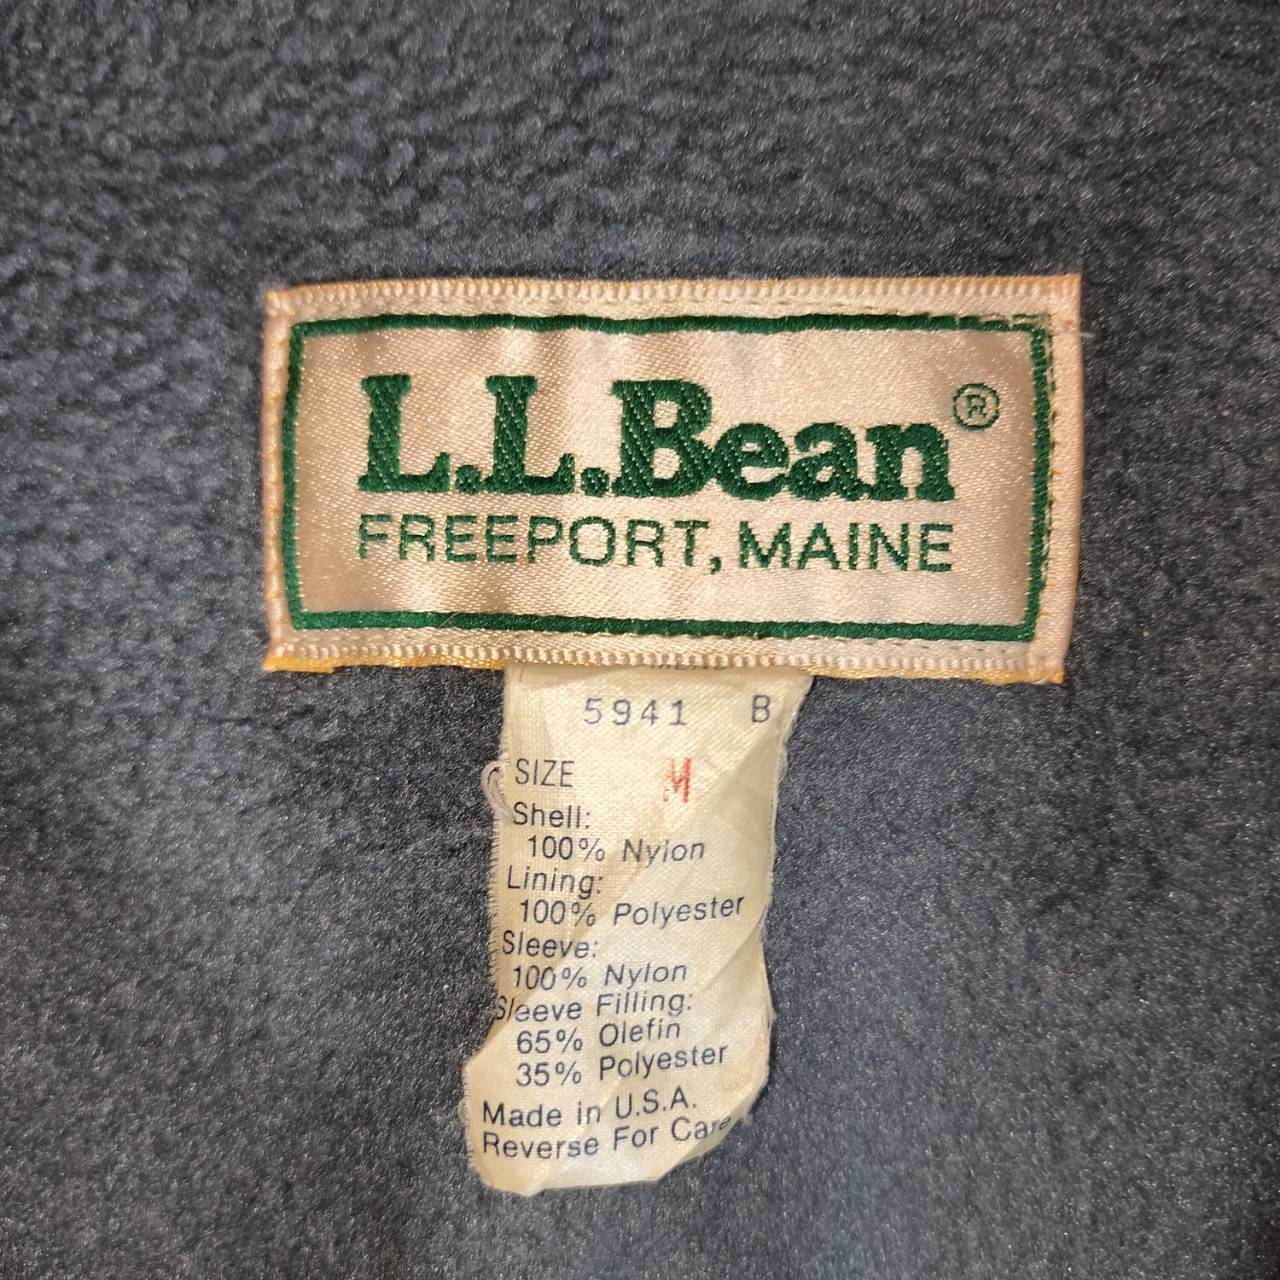 L.L.Bean®
FREEPORT, MAINE
5941 B
SIZE M
Shell:
100% Nylon
Lining:
100% Polyester
Sleeve:
100% Nylon
Sleeve Filling:
65% Olefin
35% Polyester
Made in U.S.A.
Reverse For Care